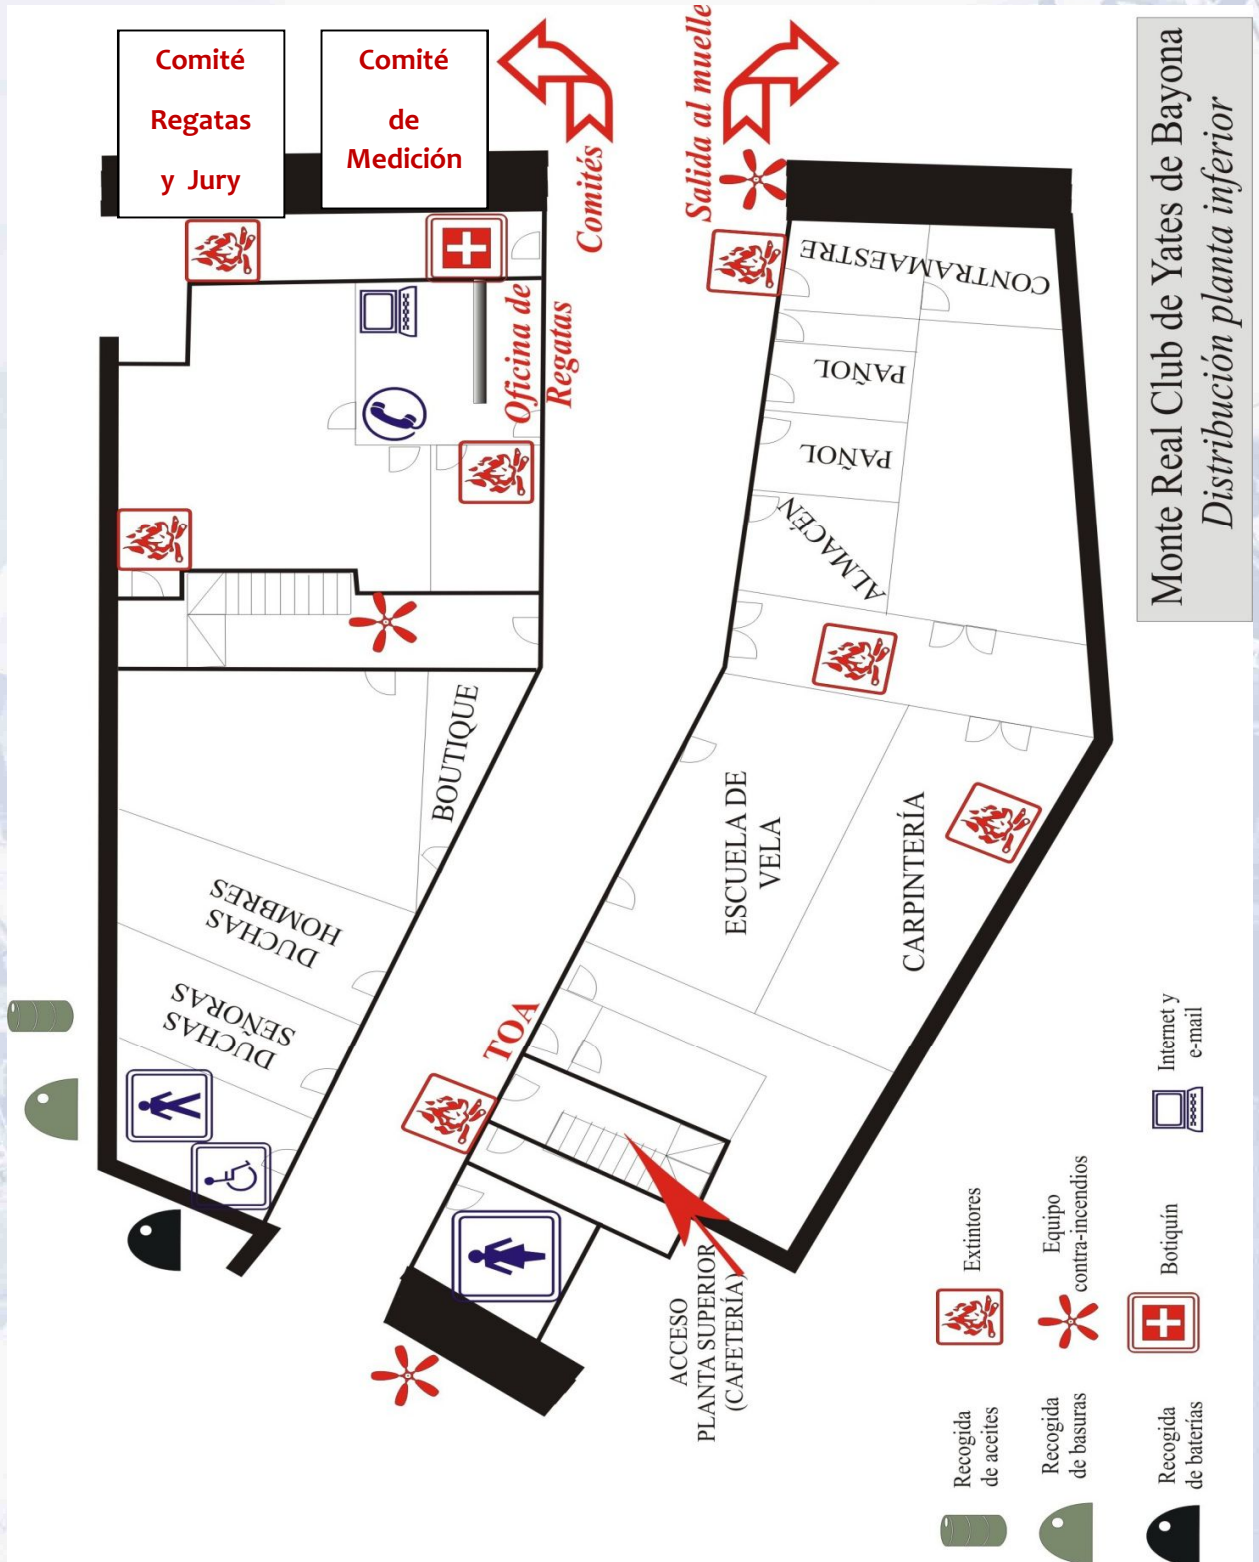 Comité
Regatas
y Jury
Comité
de
Medición
Comités
Salida al muelle
Monte Real Club de Yates de Bayona
Distribución planta inferior
Oficina de
Regatas
CONTRAMAESTRE
PAÑOL
PAÑOL
ALMACÉN
BOUTIQUE
DUCHAS
HOMBRES
DUCHAS
SEÑORAS
ESCUELA DE
VELA
CARPINTERÍA
TOA
ACCESO
PLANTA SUPERIOR
(CAFETERÍA)
Recogida
de aceites
Extintores
Recogida
de basuras
Equipo
contra-incendios
Recogida
de baterías
Botiquín
Internet y
e-mail